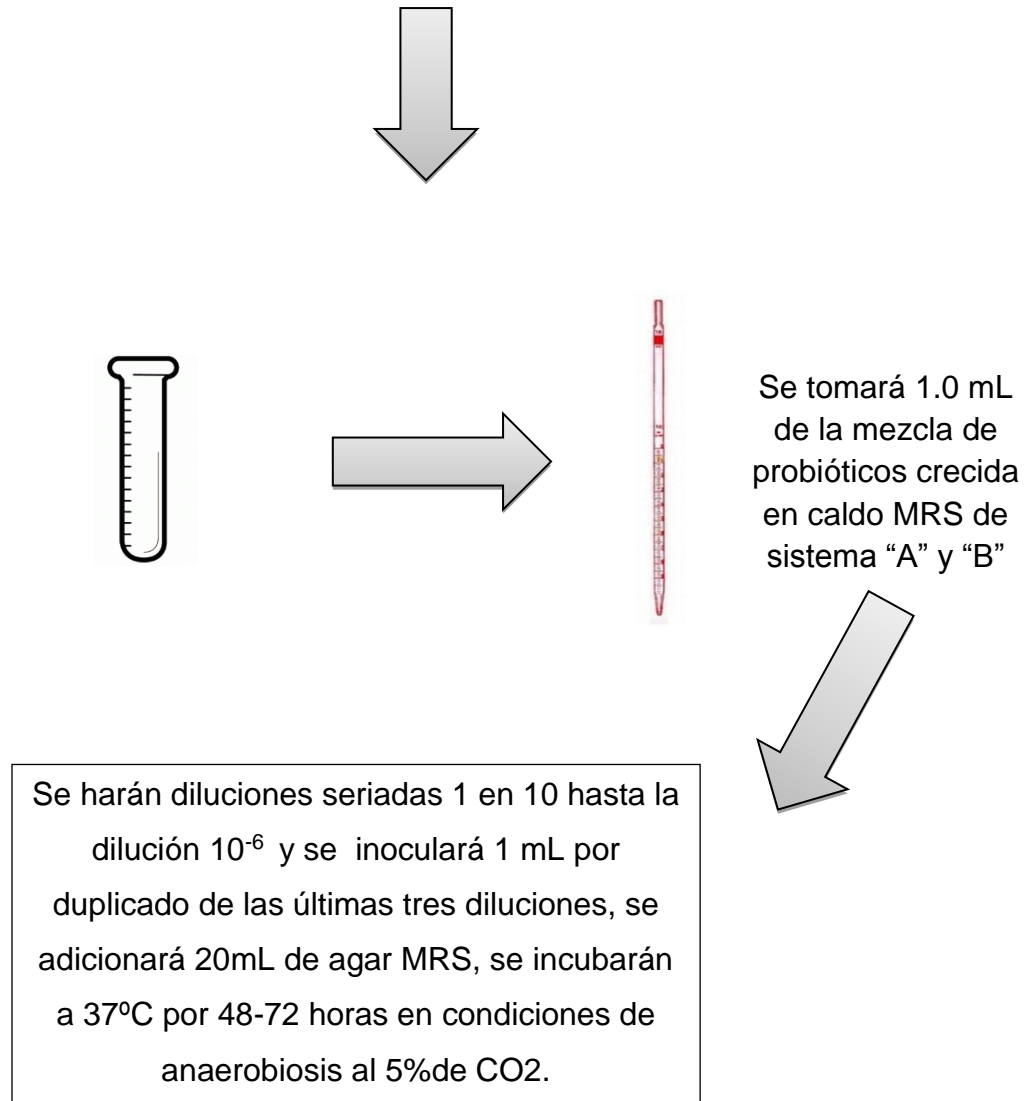 Se tomará 1.0 mL
de la mezcla de
probióticos crecida
en caldo MRS de
sistema “A” y “B”
Se harán diluciones seriadas 1 en 10 hasta la
dilución 10⁻⁶ y se inoculará 1 mL por
duplicado de las últimas tres diluciones, se
adicionará 20mL de agar MRS, se incubarán
a 37ºC por 48-72 horas en condiciones de
anaerobiosis al 5%de CO2.